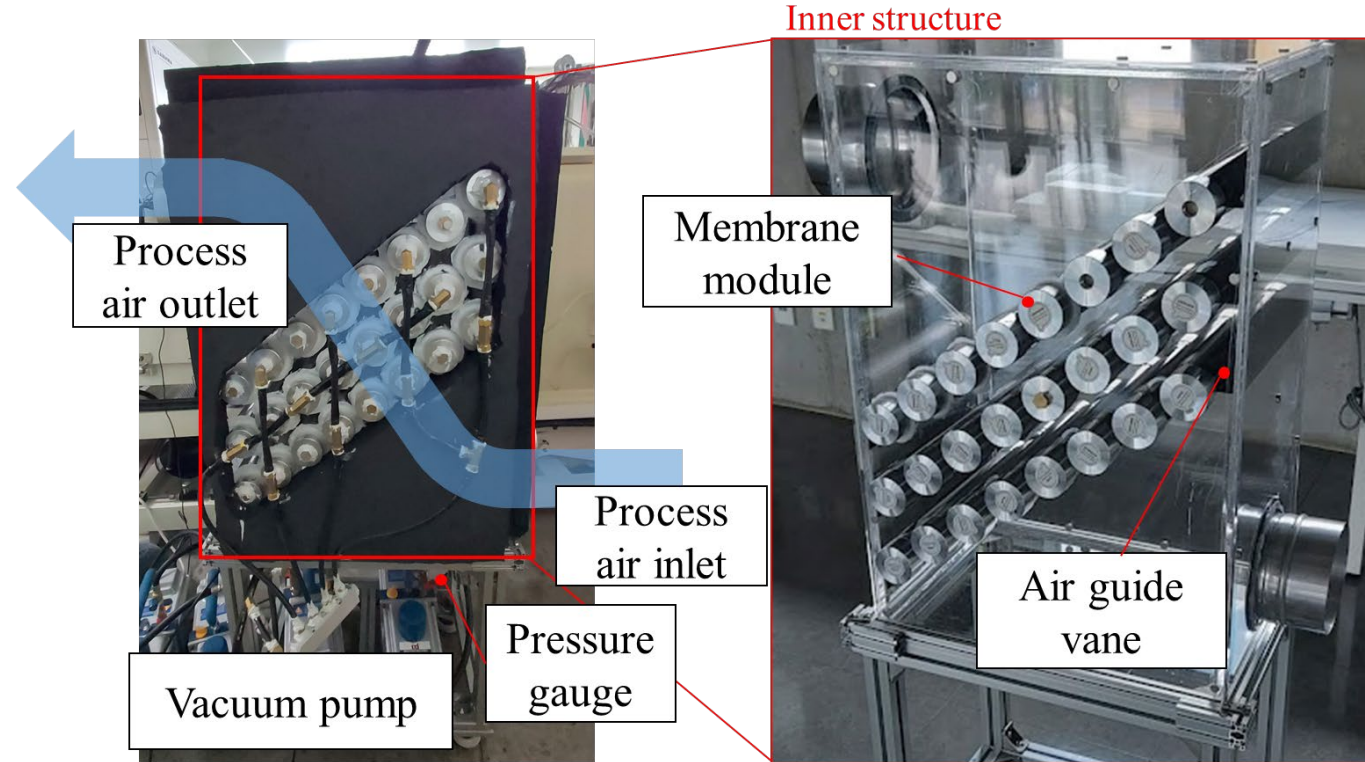 Inner structure
Process
air outlet
Membrane
module
Process
air inlet
Air guide
vane
Pressure
gauge
Vacuum pump